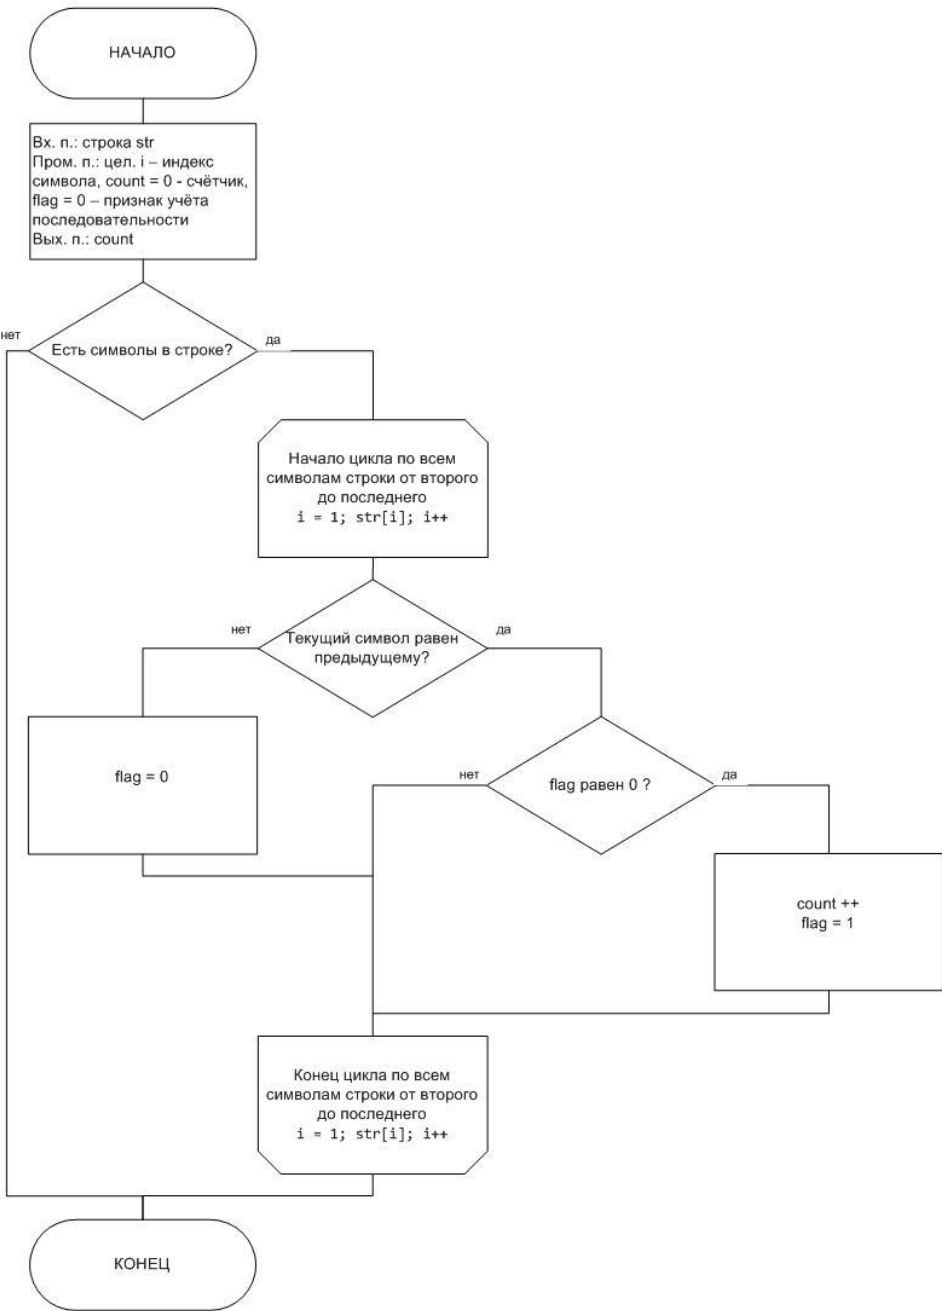 НАЧАЛО
Вх. п.: строка str
Пром. п.: цел. i – индекс
символа, count = 0 - счётчик,
flag = 0 – признак учёта
последовательности
Вых. п.: count
нет
да
Есть символы в строке?
Начало цикла по всем
символам строки от второго
до последнего
i = 1; str[i]; i++
нет
да
Текущий символ равен
предыдущему?
flag = 0
нет
да
flag равен 0 ?
count ++
flag = 1
Конец цикла по всем
символам строки от второго
до последнего
i = 1; str[i]; i++
КОНЕЦ